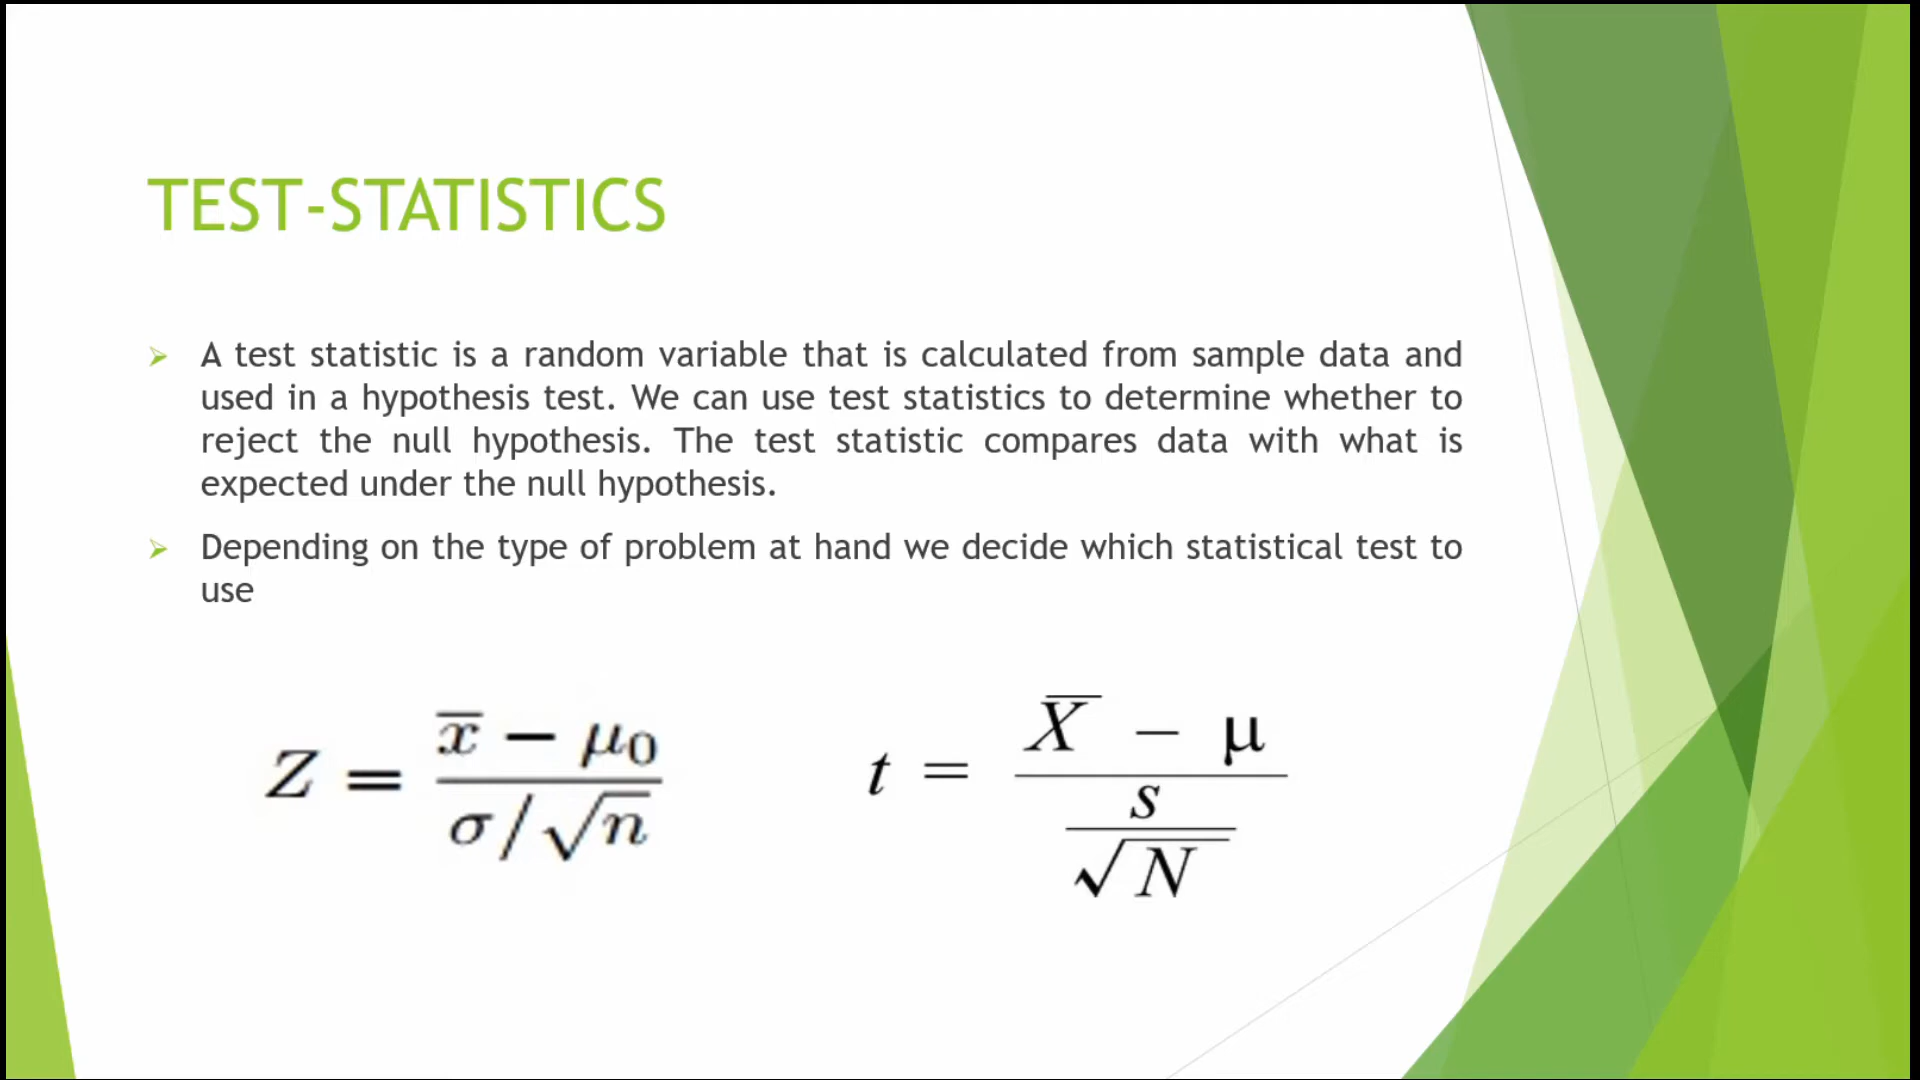 TEST-STATISTICS
A test statistic is a random variable that is calculated from sample data and
used in a hypothesis test. We can use test statistics to determine whether to
reject the null hypothesis. The test statistic compares data with what is
expected under the null hypothesis.
Depending on the type of problem at hand we decide which statistical test to
use
Z = (x̅ − μ₀) / (σ/√n)
t = (X̅ − μ) / (s/√N)